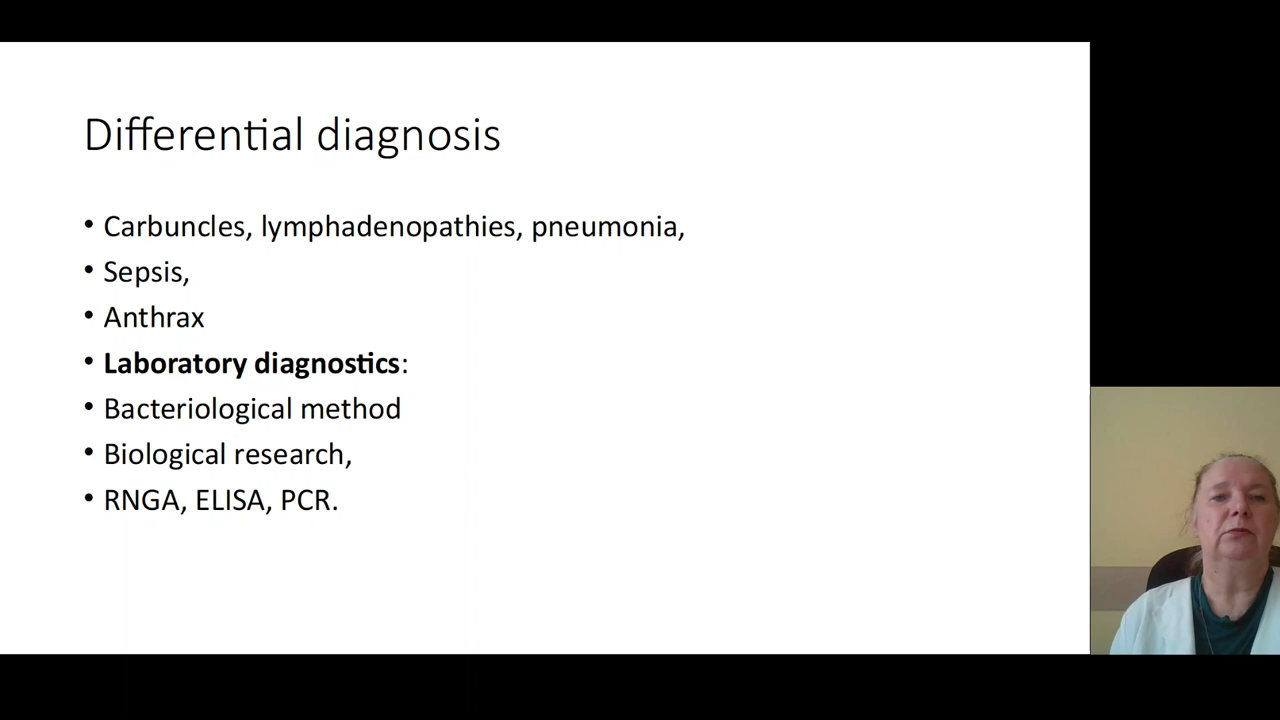 Differential diagnosis
• Carbuncles, lymphadenopathies, pneumonia,
• Sepsis,
• Anthrax
• Laboratory diagnostics:
• Bacteriological method
• Biological research,
• RNGA, ELISA, PCR.